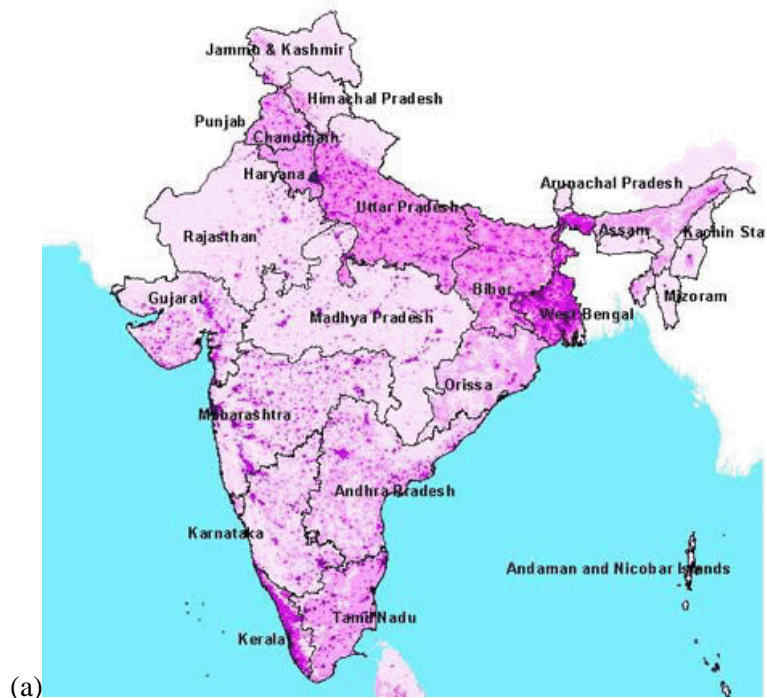 Jammu & Kashmir
Himachal Pradesh
Punjab
Chandigarh
Haryana
Arunachal Pradesh
Uttar Pradesh
Rajasthan
Assam
Kachin Sta
Gujarat
Bihar
Mizoram
Madhya Pradesh
West Bengal
Orissa
Maharashtra
Andhra Pradesh
Karnataka
Andaman and Nicobar Islands
Tamil Nadu
Kerala
(a)